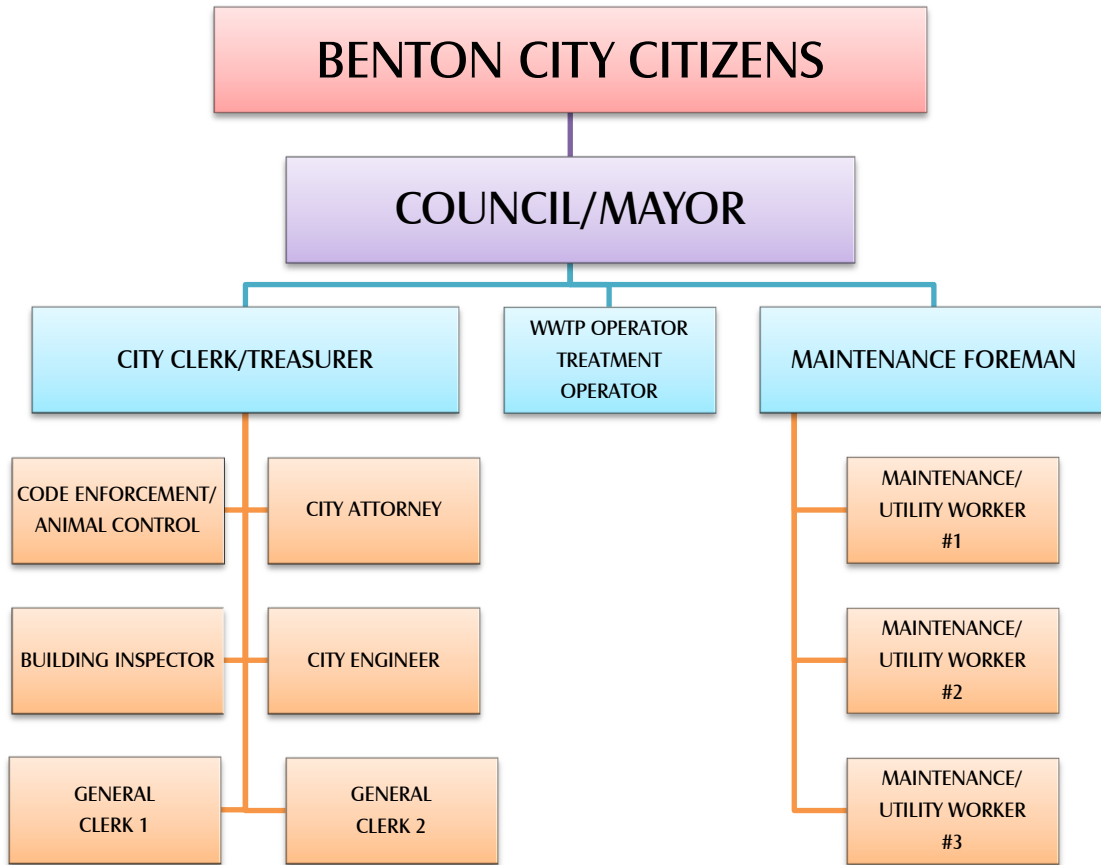 BENTON CITY CITIZENS
COUNCIL/MAYOR
CITY CLERK/TREASURER
WWTP OPERATOR
TREATMENT
OPERATOR
MAINTENANCE FOREMAN
CODE ENFORCEMENT/
ANIMAL CONTROL
CITY ATTORNEY
MAINTENANCE/
UTILITY WORKER
#1
BUILDING INSPECTOR
CITY ENGINEER
MAINTENANCE/
UTILITY WORKER
#2
GENERAL
CLERK 1
GENERAL
CLERK 2
MAINTENANCE/
UTILITY WORKER
#3